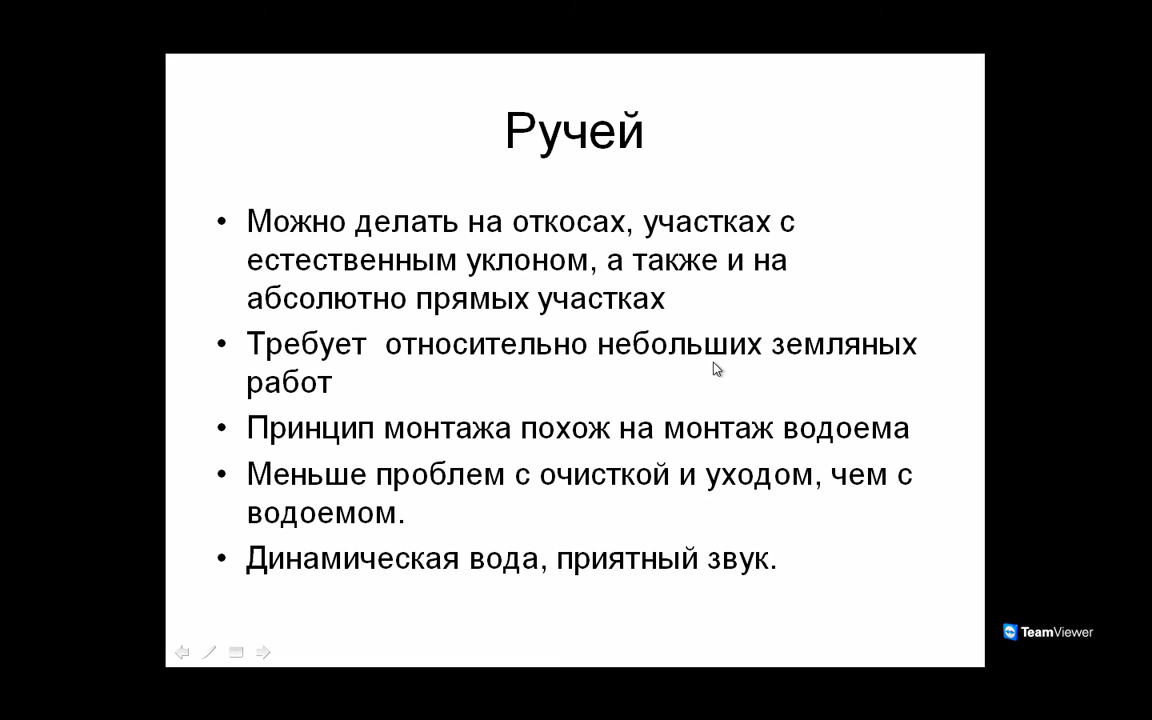 Ручей
• Можно делать на откосах, участках с
естественным уклоном, а также и на
абсолютно прямых участках
• Требует  относительно небольших земляных
работ
• Принцип монтажа похож на монтаж водоема
• Меньше проблем с очисткой и уходом, чем с
водоемом.
• Динамическая вода, приятный звук.
TeamViewer